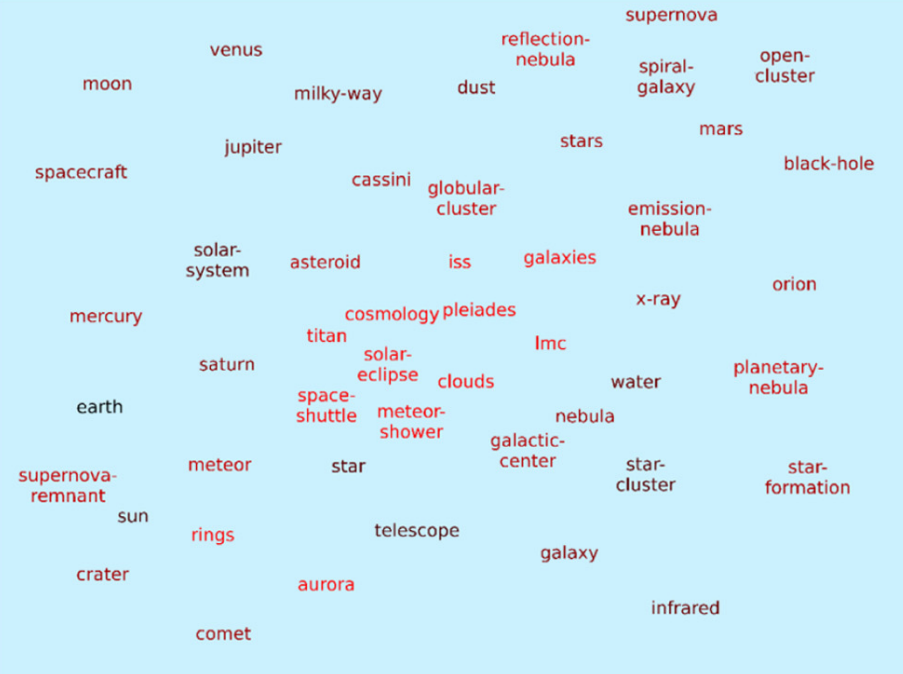 supernova
reflection-
nebula
venus
open-
cluster
spiral-
galaxy
moon
milky-way
dust
mars
stars
jupiter
black-hole
spacecraft
cassini
globular-
cluster
emission-
nebula
solar-
system
asteroid
iss
galaxies
orion
x-ray
mercury
cosmology
pleiades
titan
lmc
solar-
eclipse
saturn
clouds
water
planetary-
nebula
earth
space-
shuttle
meteor-
shower
nebula
galactic-
center
supernova-
remnant
meteor
star
star-
cluster
star-
formation
sun
rings
telescope
galaxy
crater
aurora
infrared
comet